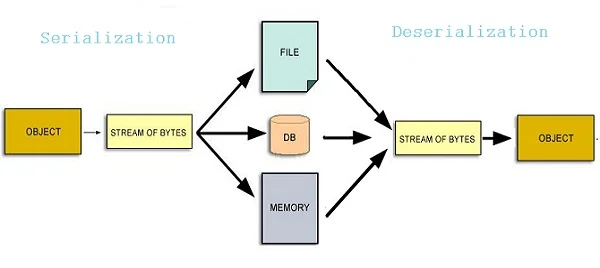 Serialization
Deserialization
FILE
OBJECT
STREAM OF BYTES
DB
STREAM OF BYTES
OBJECT
MEMORY